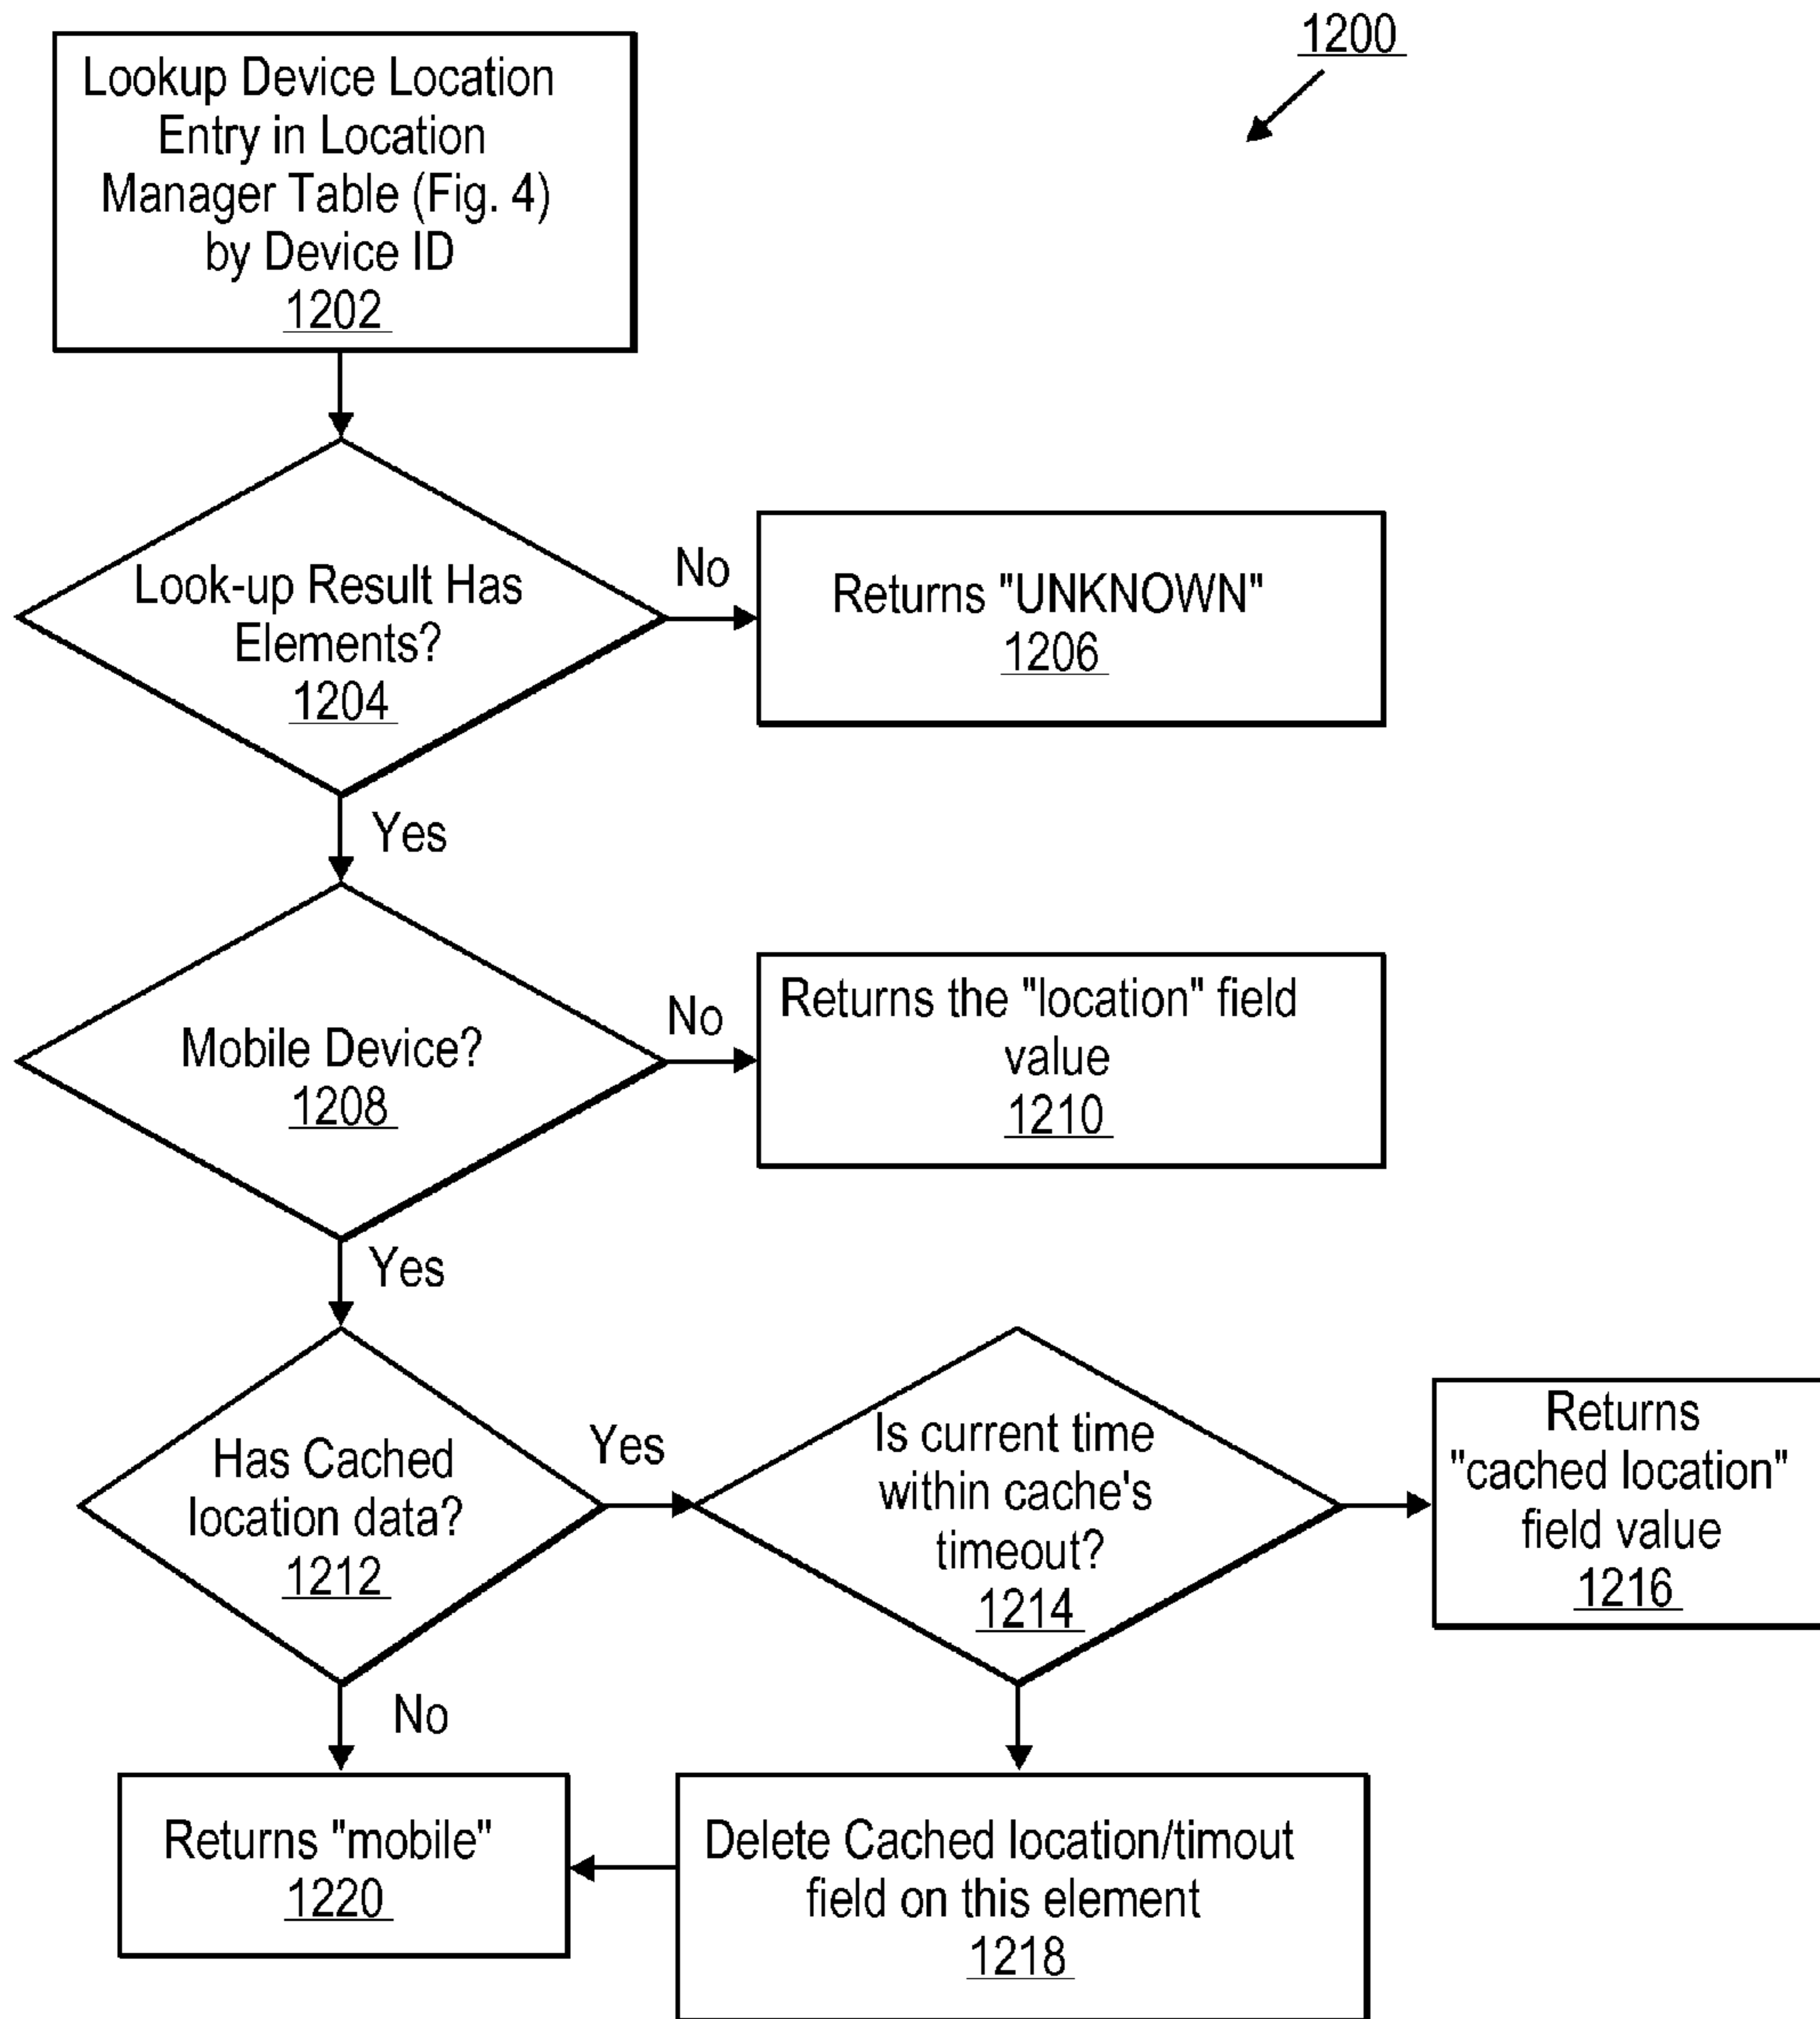 1200
Lookup Device Location
Entry in Location
Manager Table (Fig. 4)
by Device ID
1202
Look-up Result Has
Elements?
1204
No
Returns "UNKNOWN"
1206
Yes
Mobile Device?
1208
No
Returns the "location" field
value
1210
Yes
Has Cached
location data?
1212
Yes
Is current time
within cache's
timeout?
1214
Returns
"cached location"
field value
1216
No
Returns "mobile"
1220
Delete Cached location/timout
field on this element
1218